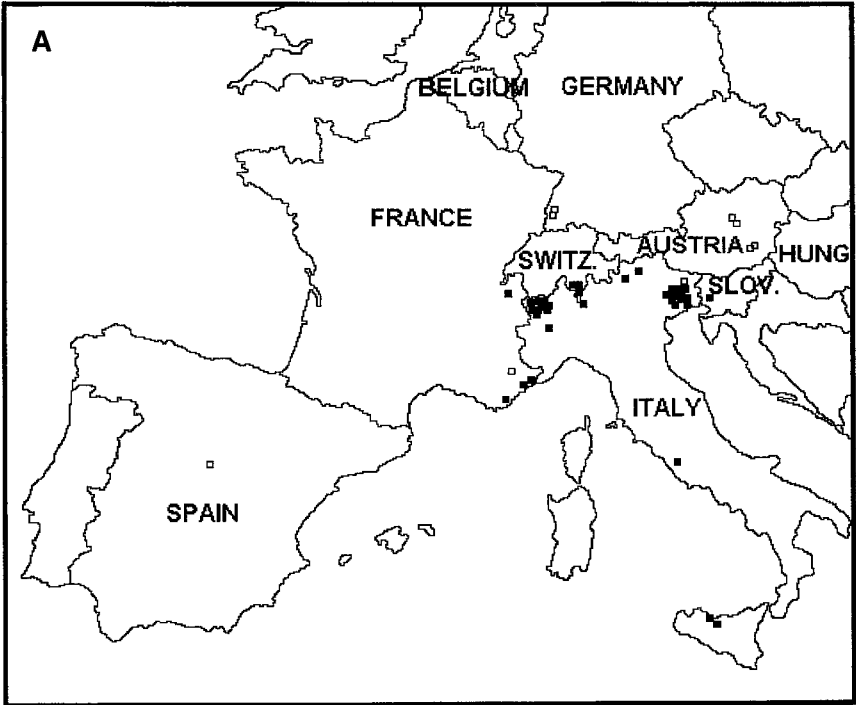 A
BELGIUM
GERMANY
FRANCE
AUSTRIA
SWITZ.
HUNG
SLOV.
ITALY
SPAIN